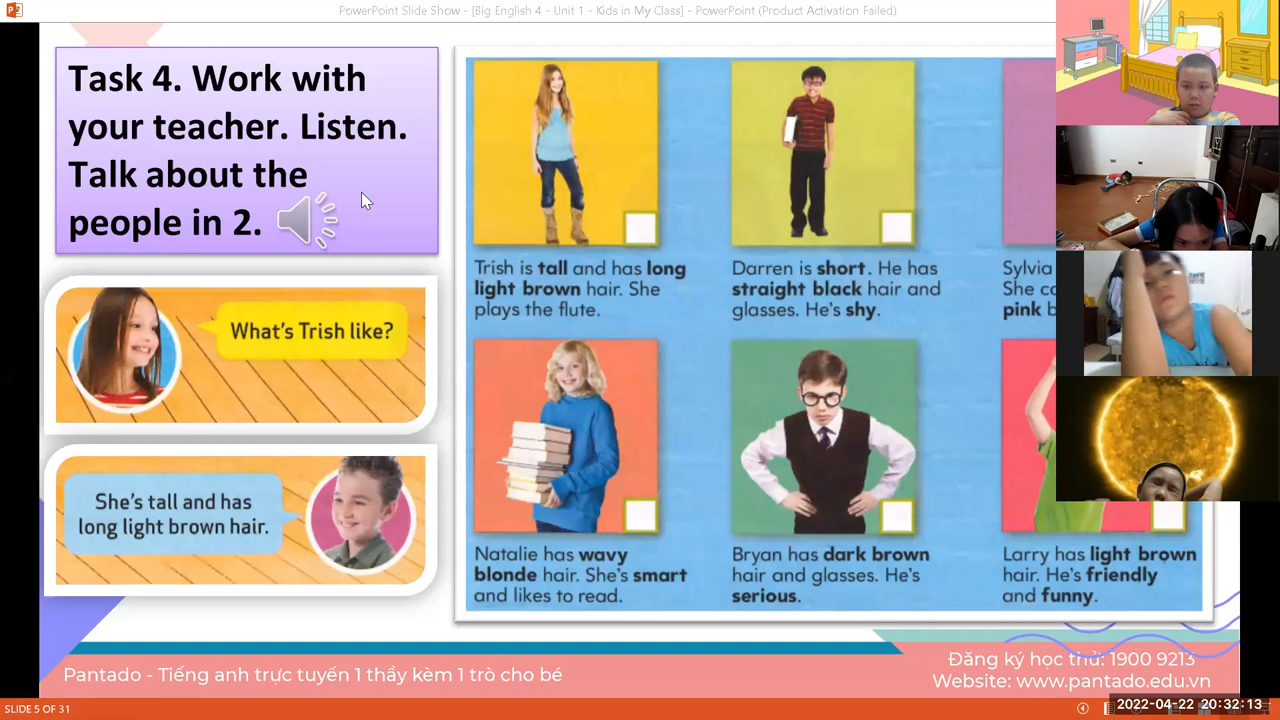 PowerPoint Slide Show - [Big English 4 - Unit 1 - Kids in My Class] - PowerPoint (Product Activation Failed)
Task 4. Work with
your teacher. Listen.
Talk about the
people in 2.
What's Trish like?
She's tall and has
long light brown hair.
Trish is tall and has long
light brown hair. She
plays the flute.
Darren is short. He has
straight black hair and
glasses. He's shy.
Sylvia
She
pink
Natalie has wavy
blonde hair. She's smart
and likes to read.
Bryan has dark brown
hair and glasses. He's
serious.
Larry has light brown
hair. He's friendly
and funny.
Pantado - Tiếng anh trực tuyến 1 thầy kèm 1 trò cho bé
Đăng ký học thử: 1900 9213
Website: www.pantado.edu.vn
SLIDE 5 OF 31
2022-04-22 20:32:13